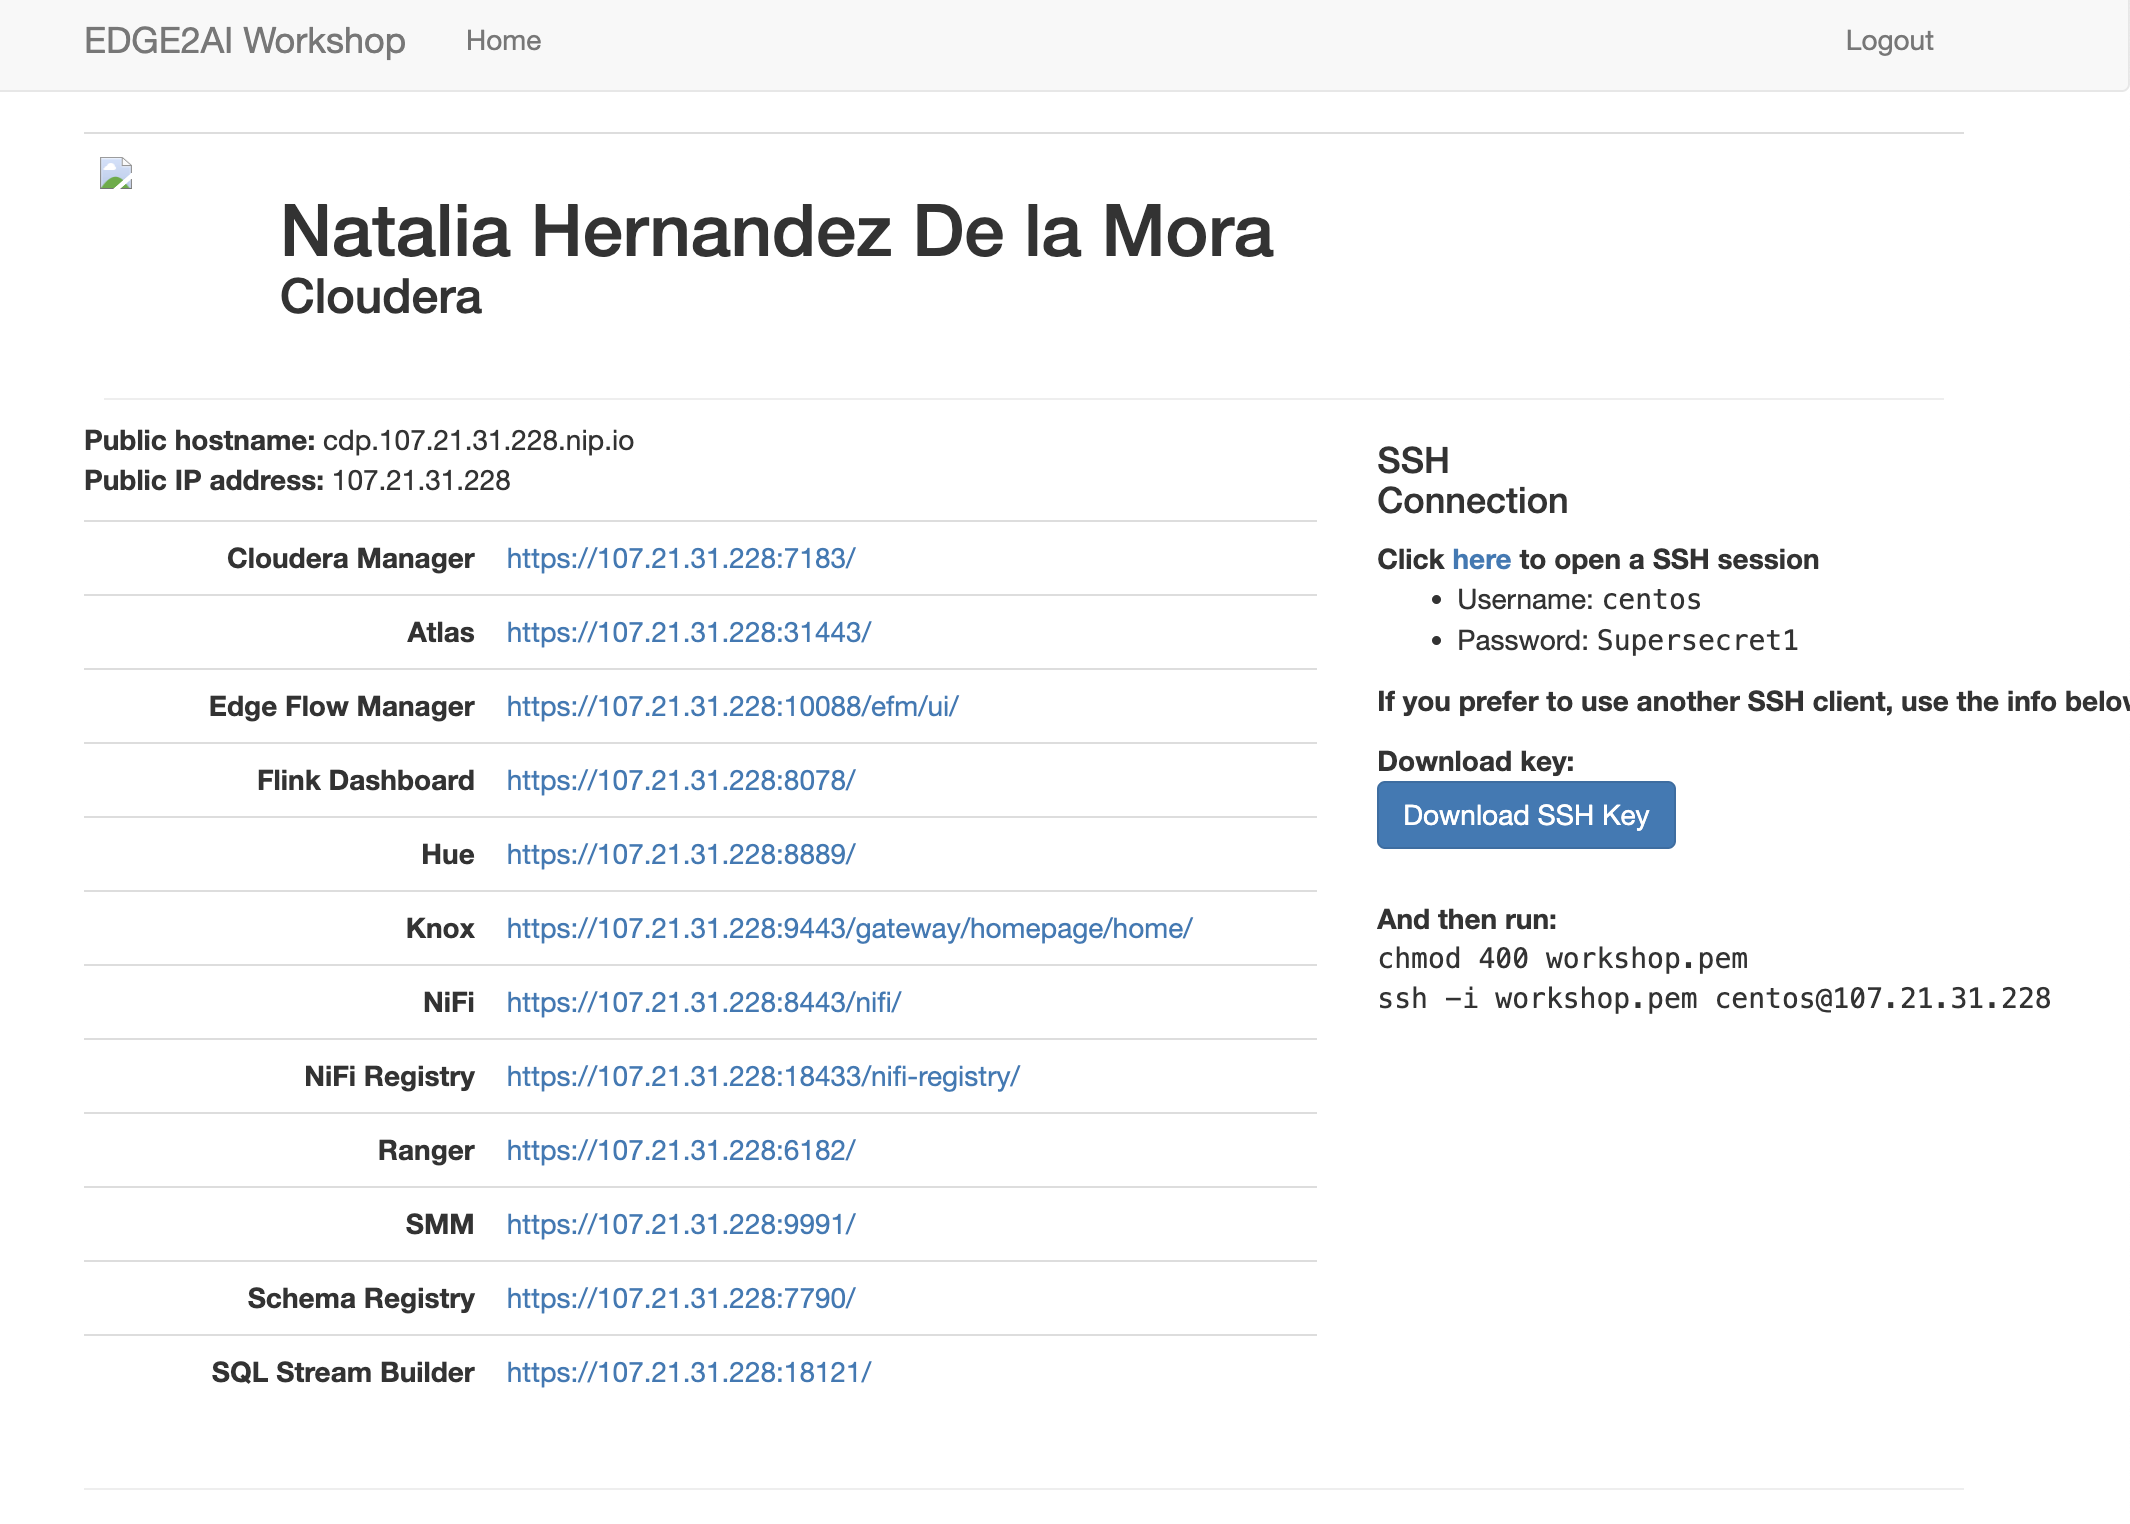 EDGE2AI Workshop Home Logout
Natalia Hernandez De la Mora
Cloudera
Public hostname: cdp.107.21.31.228.nip.io
Public IP address: 107.21.31.228
Cloudera Manager https://107.21.31.228:7183/
Atlas https://107.21.31.228:31443/
Edge Flow Manager https://107.21.31.228:10088/efm/ui/
Flink Dashboard https://107.21.31.228:8078/
Hue https://107.21.31.228:8889/
Knox https://107.21.31.228:9443/gateway/homepage/home/
NiFi https://107.21.31.228:8443/nifi/
NiFi Registry https://107.21.31.228:18433/nifi-registry/
Ranger https://107.21.31.228:6182/
SMM https://107.21.31.228:9991/
Schema Registry https://107.21.31.228:7790/
SQL Stream Builder https://107.21.31.228:18121/
SSH
Connection
Click here to open a SSH session
• Username: centos
• Password: Supersecret1
If you prefer to use another SSH client, use the info below
Download key:
Download SSH Key
And then run:
chmod 400 workshop.pem
ssh -i workshop.pem centos@107.21.31.228